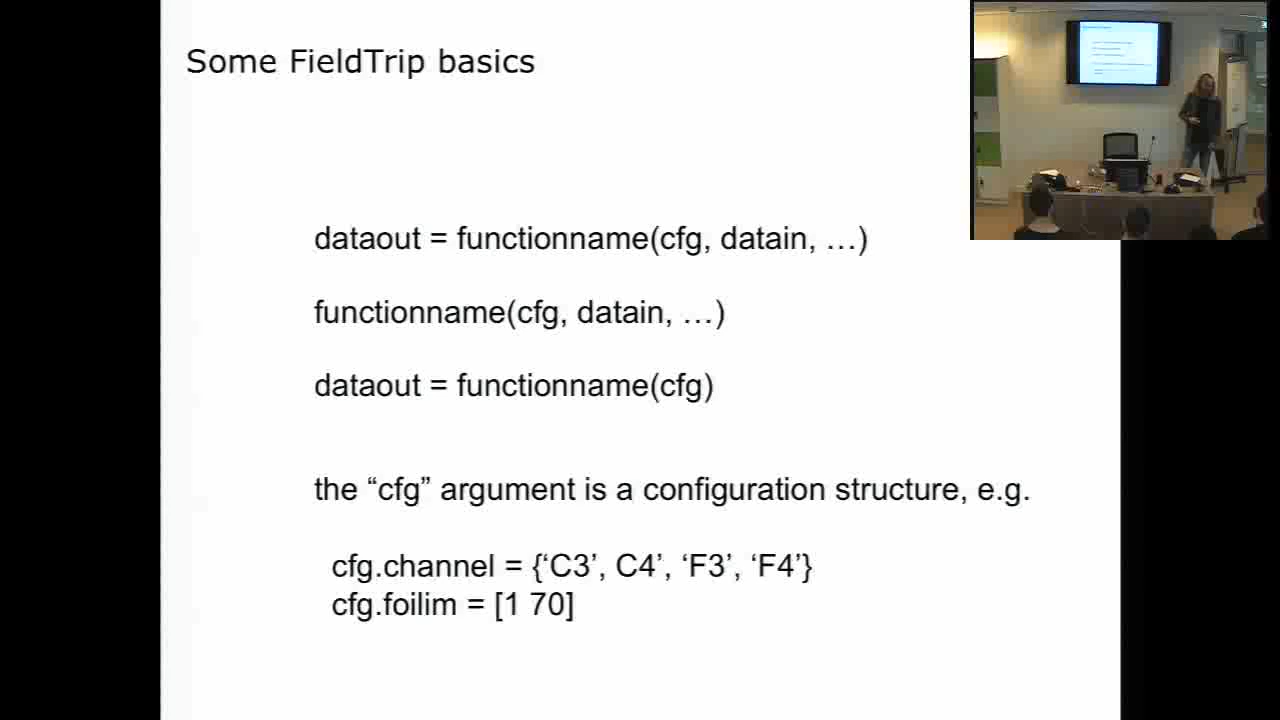 Some FieldTrip basics
dataout = functionname(cfg, datain, …)
functionname(cfg, datain, …)
dataout = functionname(cfg)
the “cfg” argument is a configuration structure, e.g.
cfg.channel = {‘C3’, C4’, ‘F3’, ‘F4’}
cfg.foilim = [1 70]